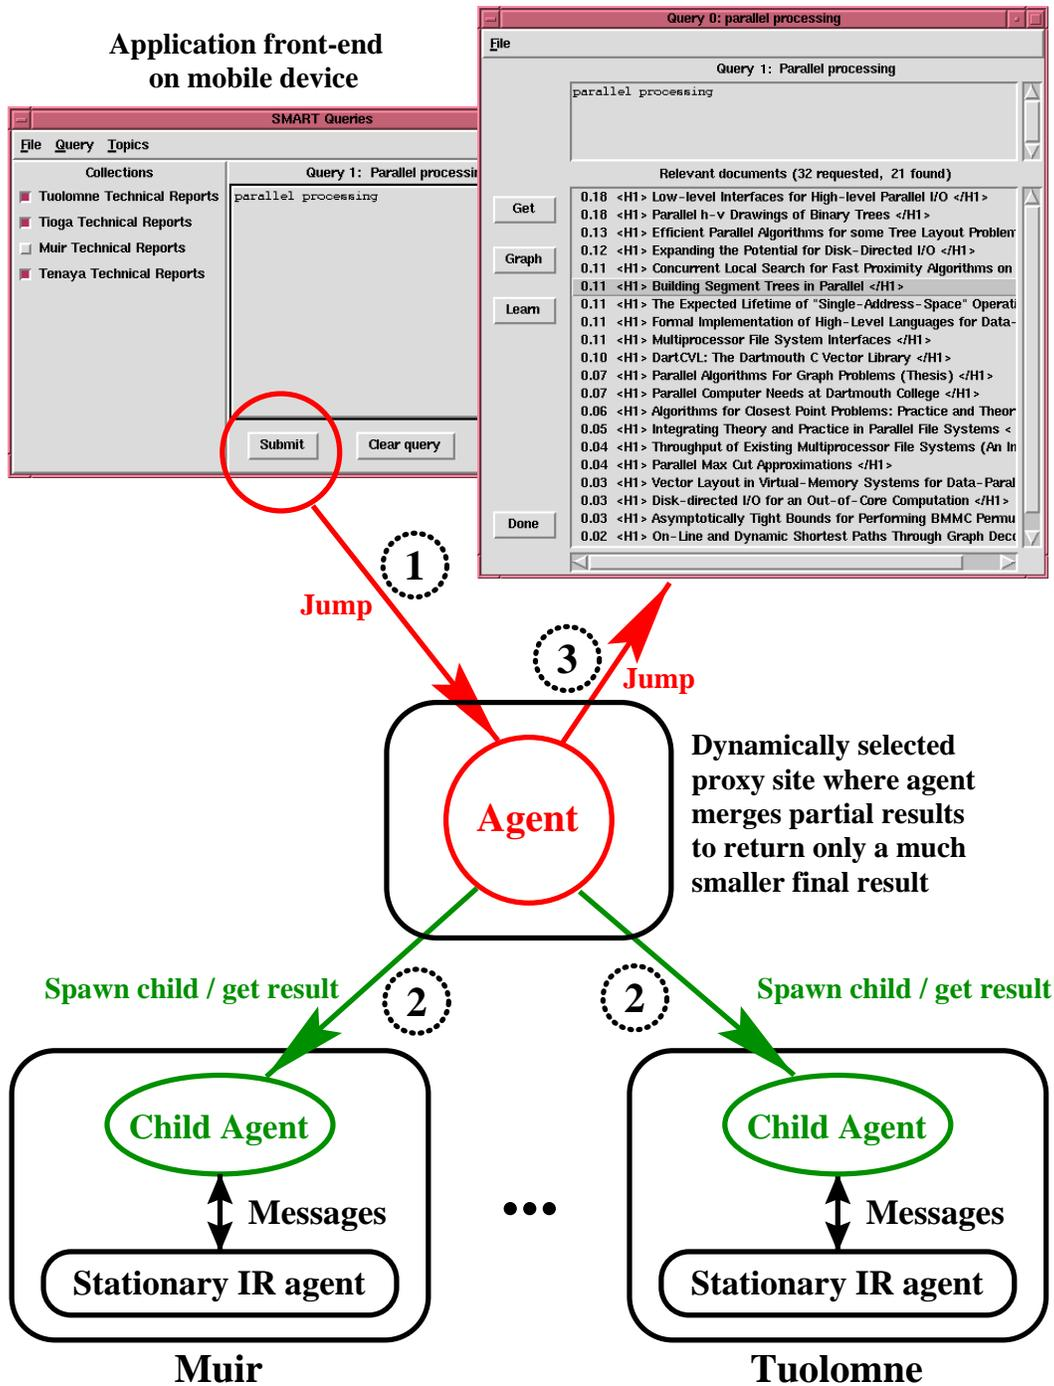 Application front-end
on mobile device
SMART Queries
File Query Topics
Collections
Tuolomne Technical Reports
Tioga Technical Reports
Muir Technical Reports
Tenaya Technical Reports
Query 1: Parallel processin
parallel processing
Submit
Clear query
Query 0: parallel processing
File
Query 1: Parallel processing
parallel processing
Relevant documents (32 requested, 21 found)
Get
Graph
Learn
Done
0.18 <H1> Low-level Interfaces for High-level Parallel I/O </H1>
0.18 <H1> Parallel h-v Drawings of Binary Trees </H1>
0.13 <H1> Efficient Parallel Algorithms for some Tree Layout Problem
0.12 <H1> Expanding the Potential for Disk-Directed I/O </H1>
0.11 <H1> Concurrent Local Search for Fast Proximity Algorithms on
0.11 <H1> Building Segment Trees in Parallel </H1>
0.11 <H1> The Expected Lifetime of "Single-Address-Space" Operati
0.11 <H1> Formal Implementation of High-Level Languages for Data-
0.11 <H1> Multiprocessor File System Interfaces </H1>
0.10 <H1> DartCVL: The Dartmouth C Vector Library </H1>
0.07 <H1> Parallel Algorithms For Graph Problems (Thesis) </H1>
0.07 <H1> Parallel Computer Needs at Dartmouth College </H1>
0.06 <H1> Algorithms for Closest Point Problems: Practice and Theor
0.05 <H1> Integrating Theory and Practice in Parallel File Systems <
0.04 <H1> Throughput of Existing Multiprocessor File Systems (An In
0.04 <H1> Parallel Max Cut Approximations </H1>
0.03 <H1> Vector Layout in Virtual-Memory Systems for Data-Paral
0.03 <H1> Disk-directed I/O for an Out-of-Core Computation </H1>
0.03 <H1> Asymptotically Tight Bounds for Performing BMMC Permu
0.02 <H1> On-Line and Dynamic Shortest Paths Through Graph Deco
1
Jump
3
Jump
Agent
Dynamically selected
proxy site where agent
merges partial results
to return only a much
smaller final result
Spawn child / get result
2
2
Spawn child / get result
Child Agent
Messages
Stationary IR agent
Muir
•••
Child Agent
Messages
Stationary IR agent
Tuolomne